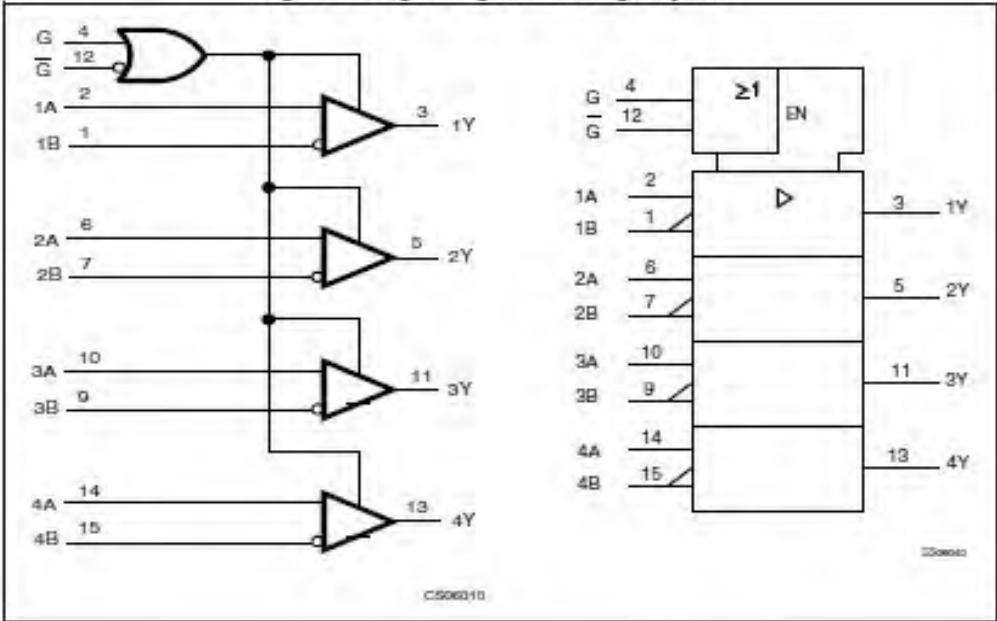 G 4
G̅ 12
1A 2
1B 1
3 1Y
2A 6
2B 7
5 2Y
3A 10
3B 9
11 3Y
4A 14
4B 15
13 4Y
CS06010
G 4
G̅ 12
≥1
EN
1A 2
1B 1
3 1Y
2A 6
2B 7
5 2Y
3A 10
3B 9
11 3Y
4A 14
4B 15
13 4Y